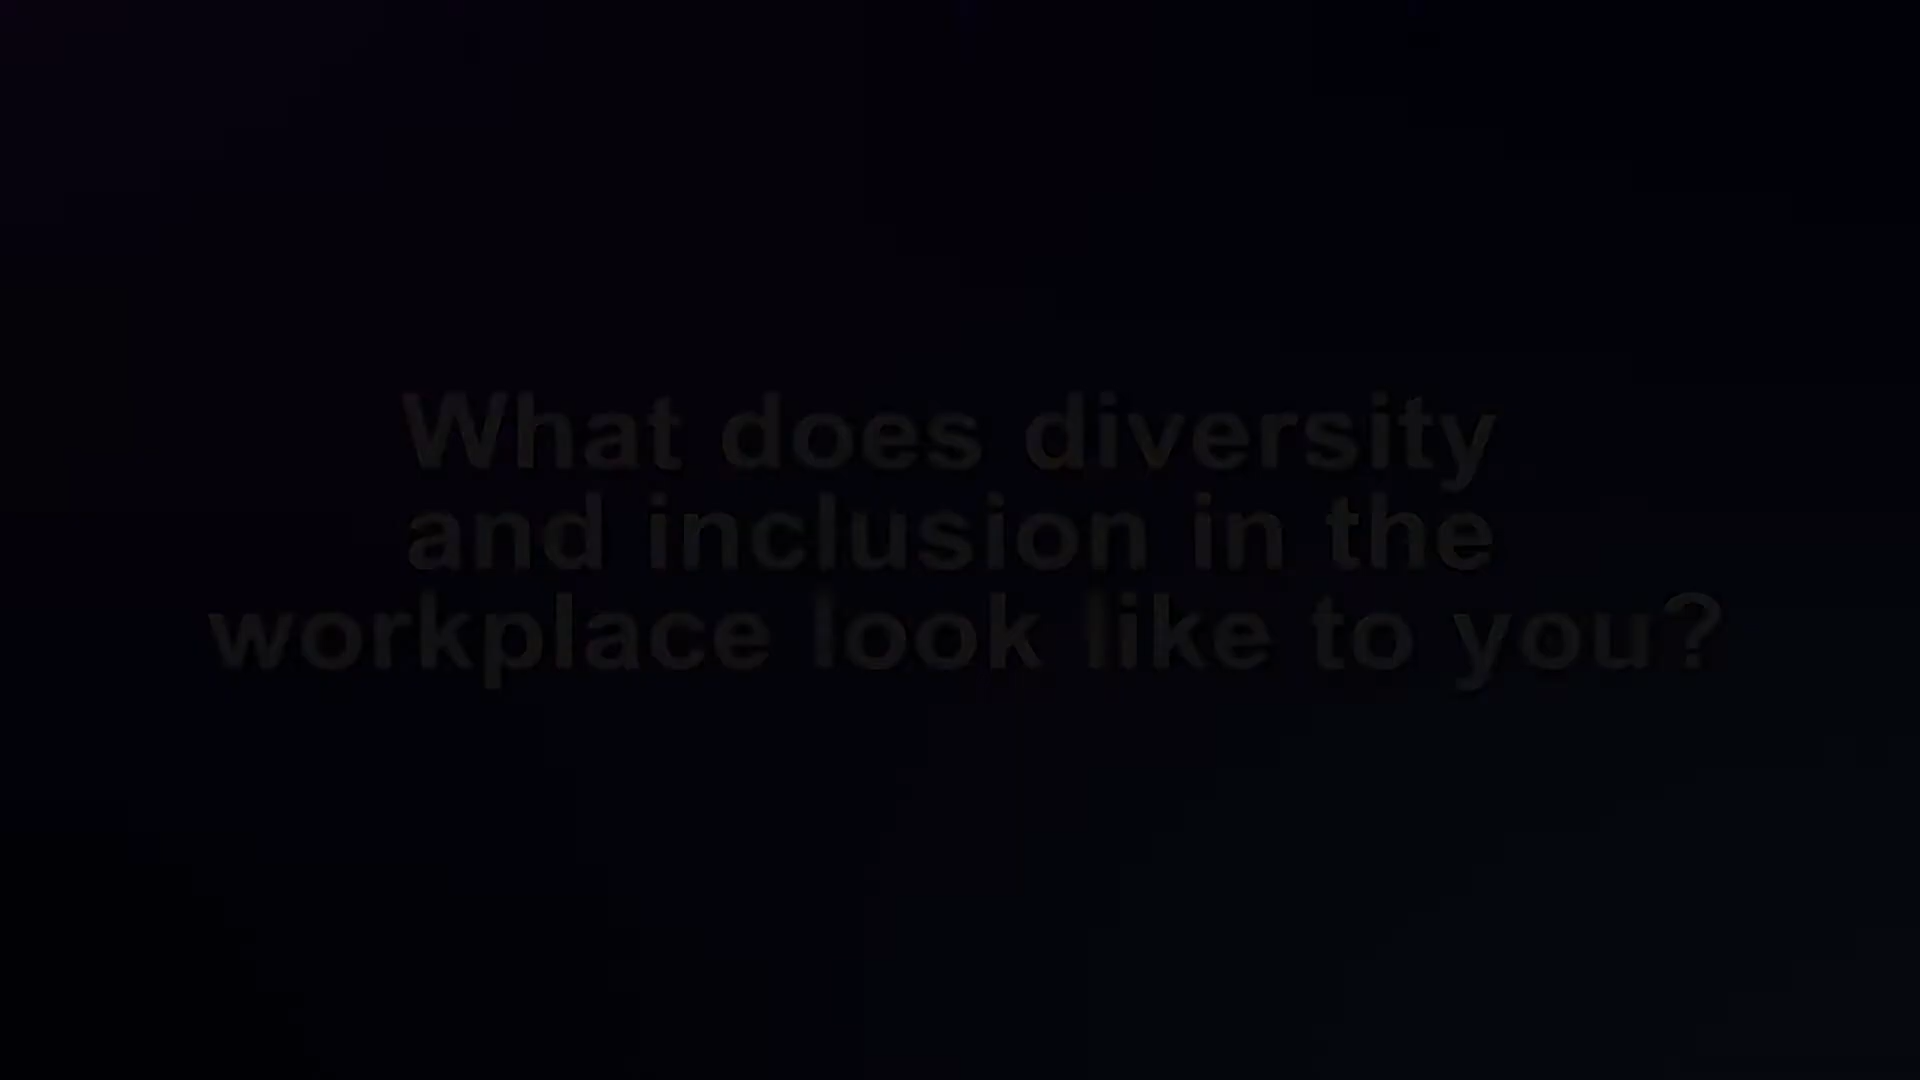 What does diversity
and inclusion in the
workplace look like to you?